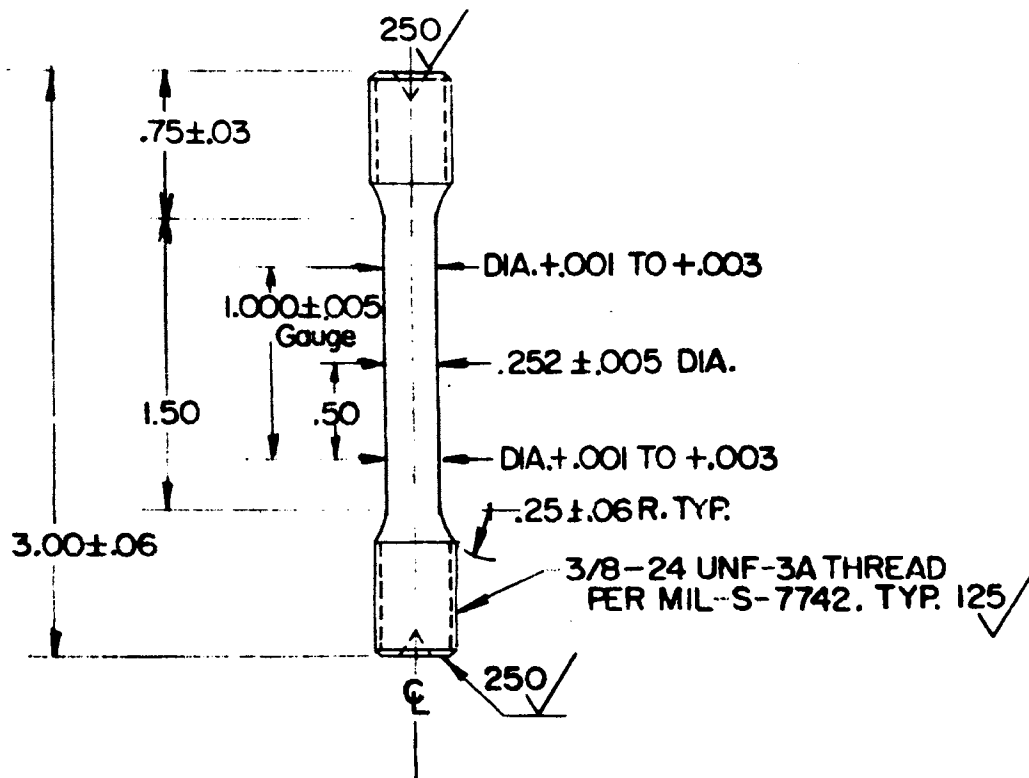 250
.75±.03
DIA.+.001 TO +.003
1.000±.005
Gauge
.252 ±.005 DIA.
1.50
.50
DIA.+.001 TO +.003
.25±.06 R. TYP.
3.00±.06
3/8-24 UNF-3A THREAD
PER MIL-S-7742. TYP. 125
250
℄